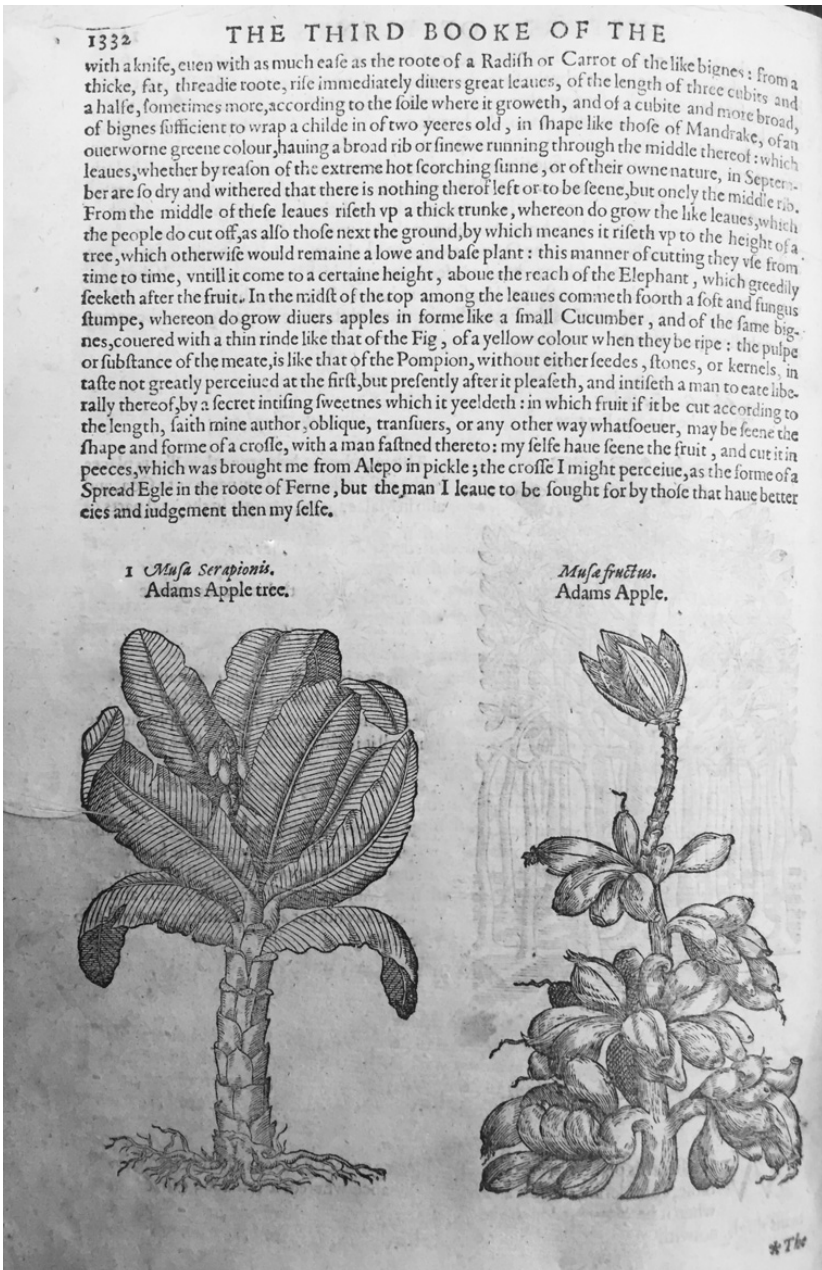 1332 THE THIRD BOOKE OF THE
with a knife, euen with as much eaſe as the roote of a Radiſh or Carrot of the like bignes: from a
thicke, fat, threadie roote, riſe immediately diuers great leaues, of the length of three cubits and
a halfe, ſometimes more, according to the ſoile where it groweth, and of a cubite and more broad,
of bignes ſufficient to wrap a childe in of two yeeres old, in ſhape like thoſe of Mandrake, of an
ouerworne greene colour, hauing a broad rib or ſinewe running through the middle thereof: which
leaues, whether by reaſon of the extreme hot ſcorching ſunne, or of their owne nature, in Septem-
ber are ſo dry and withered that there is nothing therof left or to be ſeene, but onely the middle rib.
From the middle of theſe leaues riſeth vp a thicke trunke, whereon do grow the like leaues, which
the people do cut off, as alſo thoſe next the ground, by which meanes it riſeth vp to the height of a
tree, which otherwiſe would remaine a lowe and baſe plant: this manner of cutting they vſe from
time to time, vntill it come to a certaine height, aboue the reach of the Elephant, which greedily
ſeeketh after the fruit. In the midſt of the top among the leaues commeth foorth a ſoft and fungus
ſtumpe, whereon do grow diuers apples in forme like a ſmall Cucumber, and of the ſame big-
nes, couered with a thin rinde like that of the Fig, of a yellow colour when they be ripe: the pulpe
or ſubſtance of the meate, is like that of the Pompion, without either ſeedes, ſtones, or kernels, in
taſte not greatly perceiued at the firſt, but preſently after it pleaſeth, and intiſeth a man to eate libe-
rally thereof, by a ſecret intiſing ſweetnes which it yeeldeth: in which fruit if it be cut according to
the length, ſaith mine author, oblique, tranſuers, or any other way whatſoeuer, may be ſeene the
ſhape and forme of a croſſe, with a man faſtned thereto: my ſelfe haue ſeene the fruit, and cut it in
peeces, which was brought me from Alepo in pickle; the croſſe I might perceiue, as the forme of a
Spread Egle in the roote of Ferne, but the man I leaue to be ſought for by thoſe that haue better
eies and iudgement then my ſelfe.
1 Muſa Serapionis.
Adams Apple tree.
Muſæ fructus.
Adams Apple.
* The